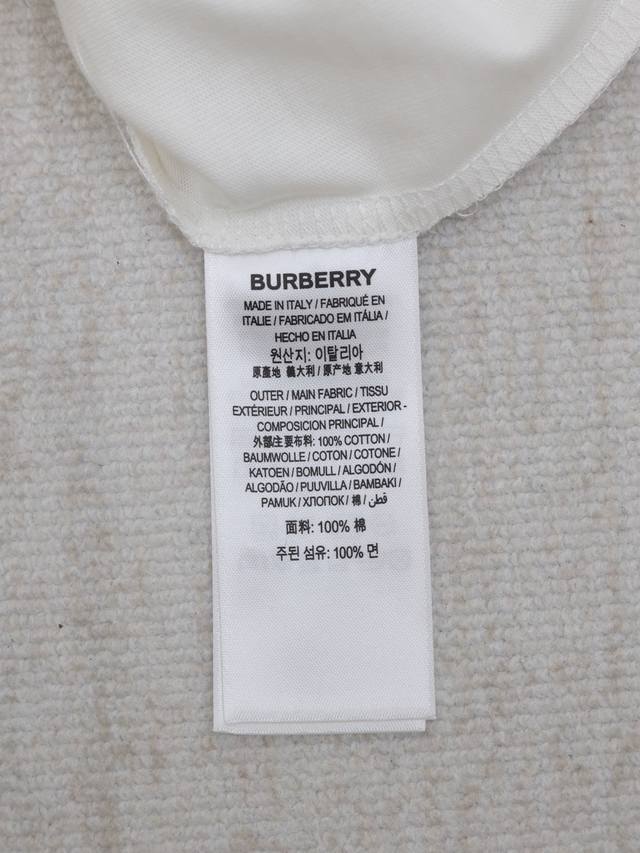 BURBERRY
MADE IN ITALY / FABRIQUÉ EN
ITALIE / FABRICADO EM ITÁLIA /
HECHO EN ITALIA
원산지: 이탈리아
原產地 義大利 / 原产地 意大利
OUTER / MAIN FABRIC / TISSU
EXTÉRIEUR / PRINCIPAL / EXTERIOR -
COMPOSICION PRINCIPAL /
外部主要布料: 100% COTTON /
BAUMWOLLE / COTON / COTONE /
KATOEN / BOMULL / ALGODÓN /
ALGODÃO / PUUVILLA / BAMBAKI /
PAMUK / ХЛОПОК / 棉 / قطن
面料: 100% 棉
주된 섬유: 100% 면